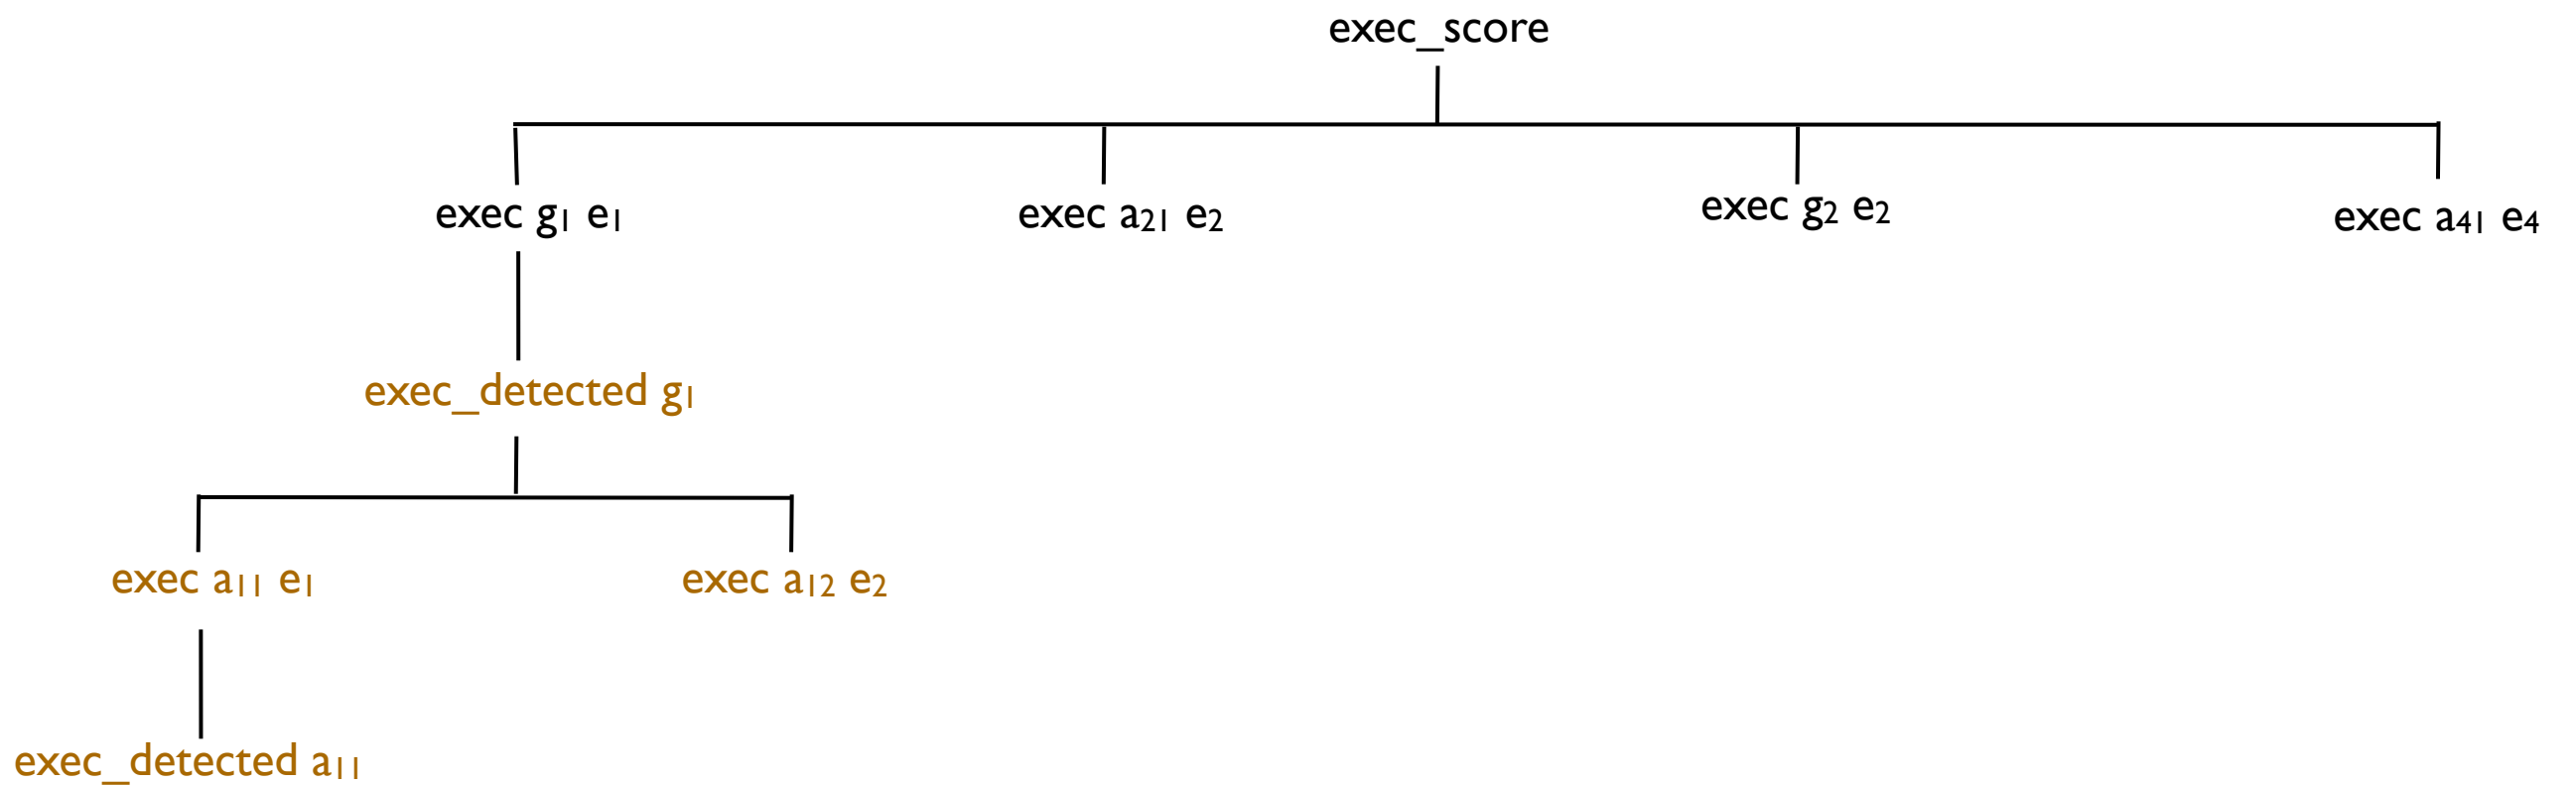 exec_score
exec g₁ e₁
exec a₂₁ e₂
exec g₂ e₂
exec a₄₁ e₄
exec_detected g₁
exec a₁₁ e₁
exec a₁₂ e₂
exec_detected a₁₁